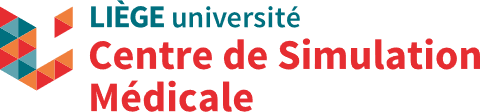 LIÈGE université
Centre de Simulation
Médicale